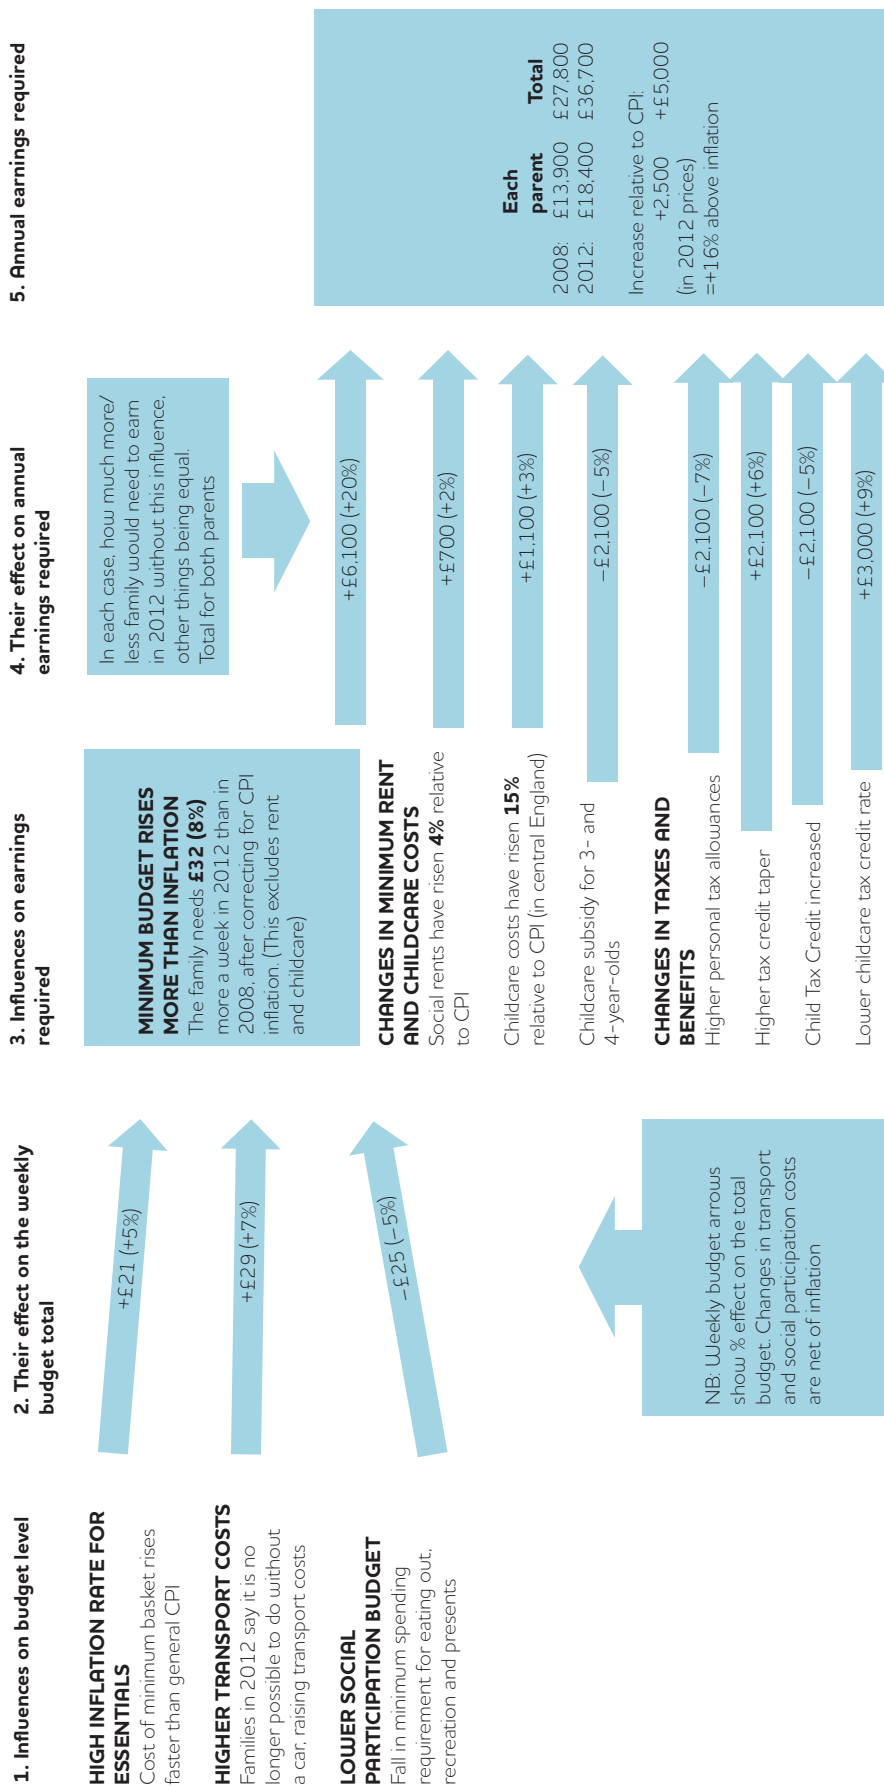 1. Influences on budget level
HIGH INFLATION RATE FOR
ESSENTIALS
Cost of minimum basket rises
faster than general CPI
HIGHER TRANSPORT COSTS
Families in 2012 say it is no
longer possible to do without
a car, raising transport costs
LOWER SOCIAL
PARTICIPATION BUDGET
Fall in minimum spending
requirement for eating out,
recreation and presents
2. Their effect on the weekly
budget total
+£21 (+5%)
+£29 (+7%)
–£25 (–5%)
NB: Weekly budget arrows
show % effect on the total
budget. Changes in transport
and social participation costs
are net of inflation
3. Influences on earnings
required
MINIMUM BUDGET RISES
MORE THAN INFLATION
The family needs £32 (8%)
more a week in 2012 than in
2008, after correcting for CPI
inflation. (This excludes rent
and childcare)
CHANGES IN MINIMUM RENT
AND CHILDCARE COSTS
Social rents have risen 4% relative
to CPI
Childcare costs have risen 15%
relative to CPI (in central England)
Childcare subsidy for 3- and
4-year-olds
CHANGES IN TAXES AND
BENEFITS
Higher personal tax allowances
Higher tax credit taper
Child Tax Credit increased
Lower childcare tax credit rate
4. Their effect on annual
earnings required
In each case, how much more/
less family would need to earn
in 2012 without this influence,
other things being equal.
Total for both parents
+£6,100 (+20%)
+£700 (+2%)
+£1,100 (+3%)
–£2,100 (–5%)
–£2,100 (–7%)
+£2,100 (+6%)
–£2,100 (–5%)
+£3,000 (+9%)
5. Annual earnings required
Each
parent Total
2008: £13,900 £27,800
2012: £18,400 £36,700
Increase relative to CPI:
+2,500 +£5,000
(in 2012 prices)
=+16% above inflation